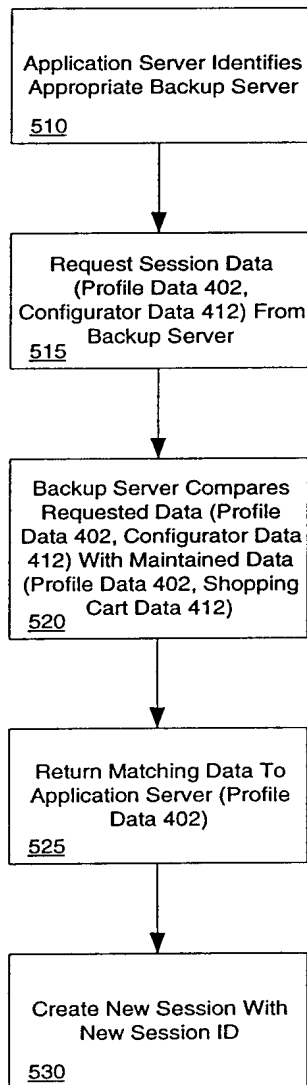 Application Server Identifies
Appropriate Backup Server
510
Request Session Data
(Profile Data 402,
Configurator Data 412) From
Backup Server
515
Backup Server Compares
Requested Data (Profile
Data 402, Configurator Data
412) With Maintained Data
(Profile Data 402, Shopping
Cart Data 412)
520
Return Matching Data To
Application Server (Profile
Data 402)
525
Create New Session With
New Session ID
530